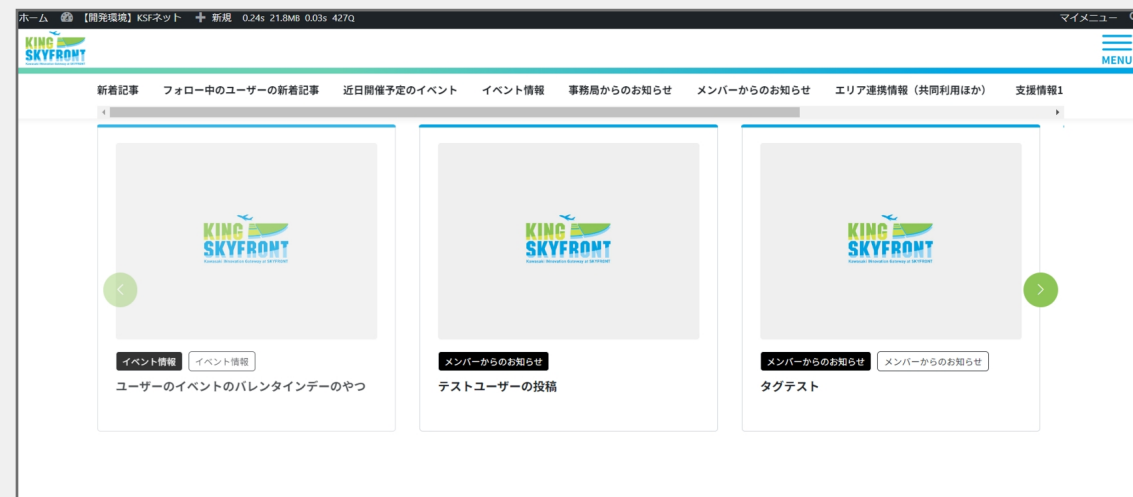 ホーム 【開発環境】KSFネット 新規 0.24s 21.8MB 0.03s 427Q マイメニュー
KING SKYFRONT
MENU
新着記事 フォロー中のユーザーの新着記事 近日開催予定のイベント イベント情報 事務局からのお知らせ メンバーからのお知らせ エリア連携情報（共同利用ほか） 支援情報1
KING SKYFRONT
KING SKYFRONT
KING SKYFRONT
イベント情報 イベント情報
ユーザーのイベントのバレンタインデーのやつ
メンバーからのお知らせ
テストユーザーの投稿
メンバーからのお知らせ メンバーからのお知らせ
タグテスト